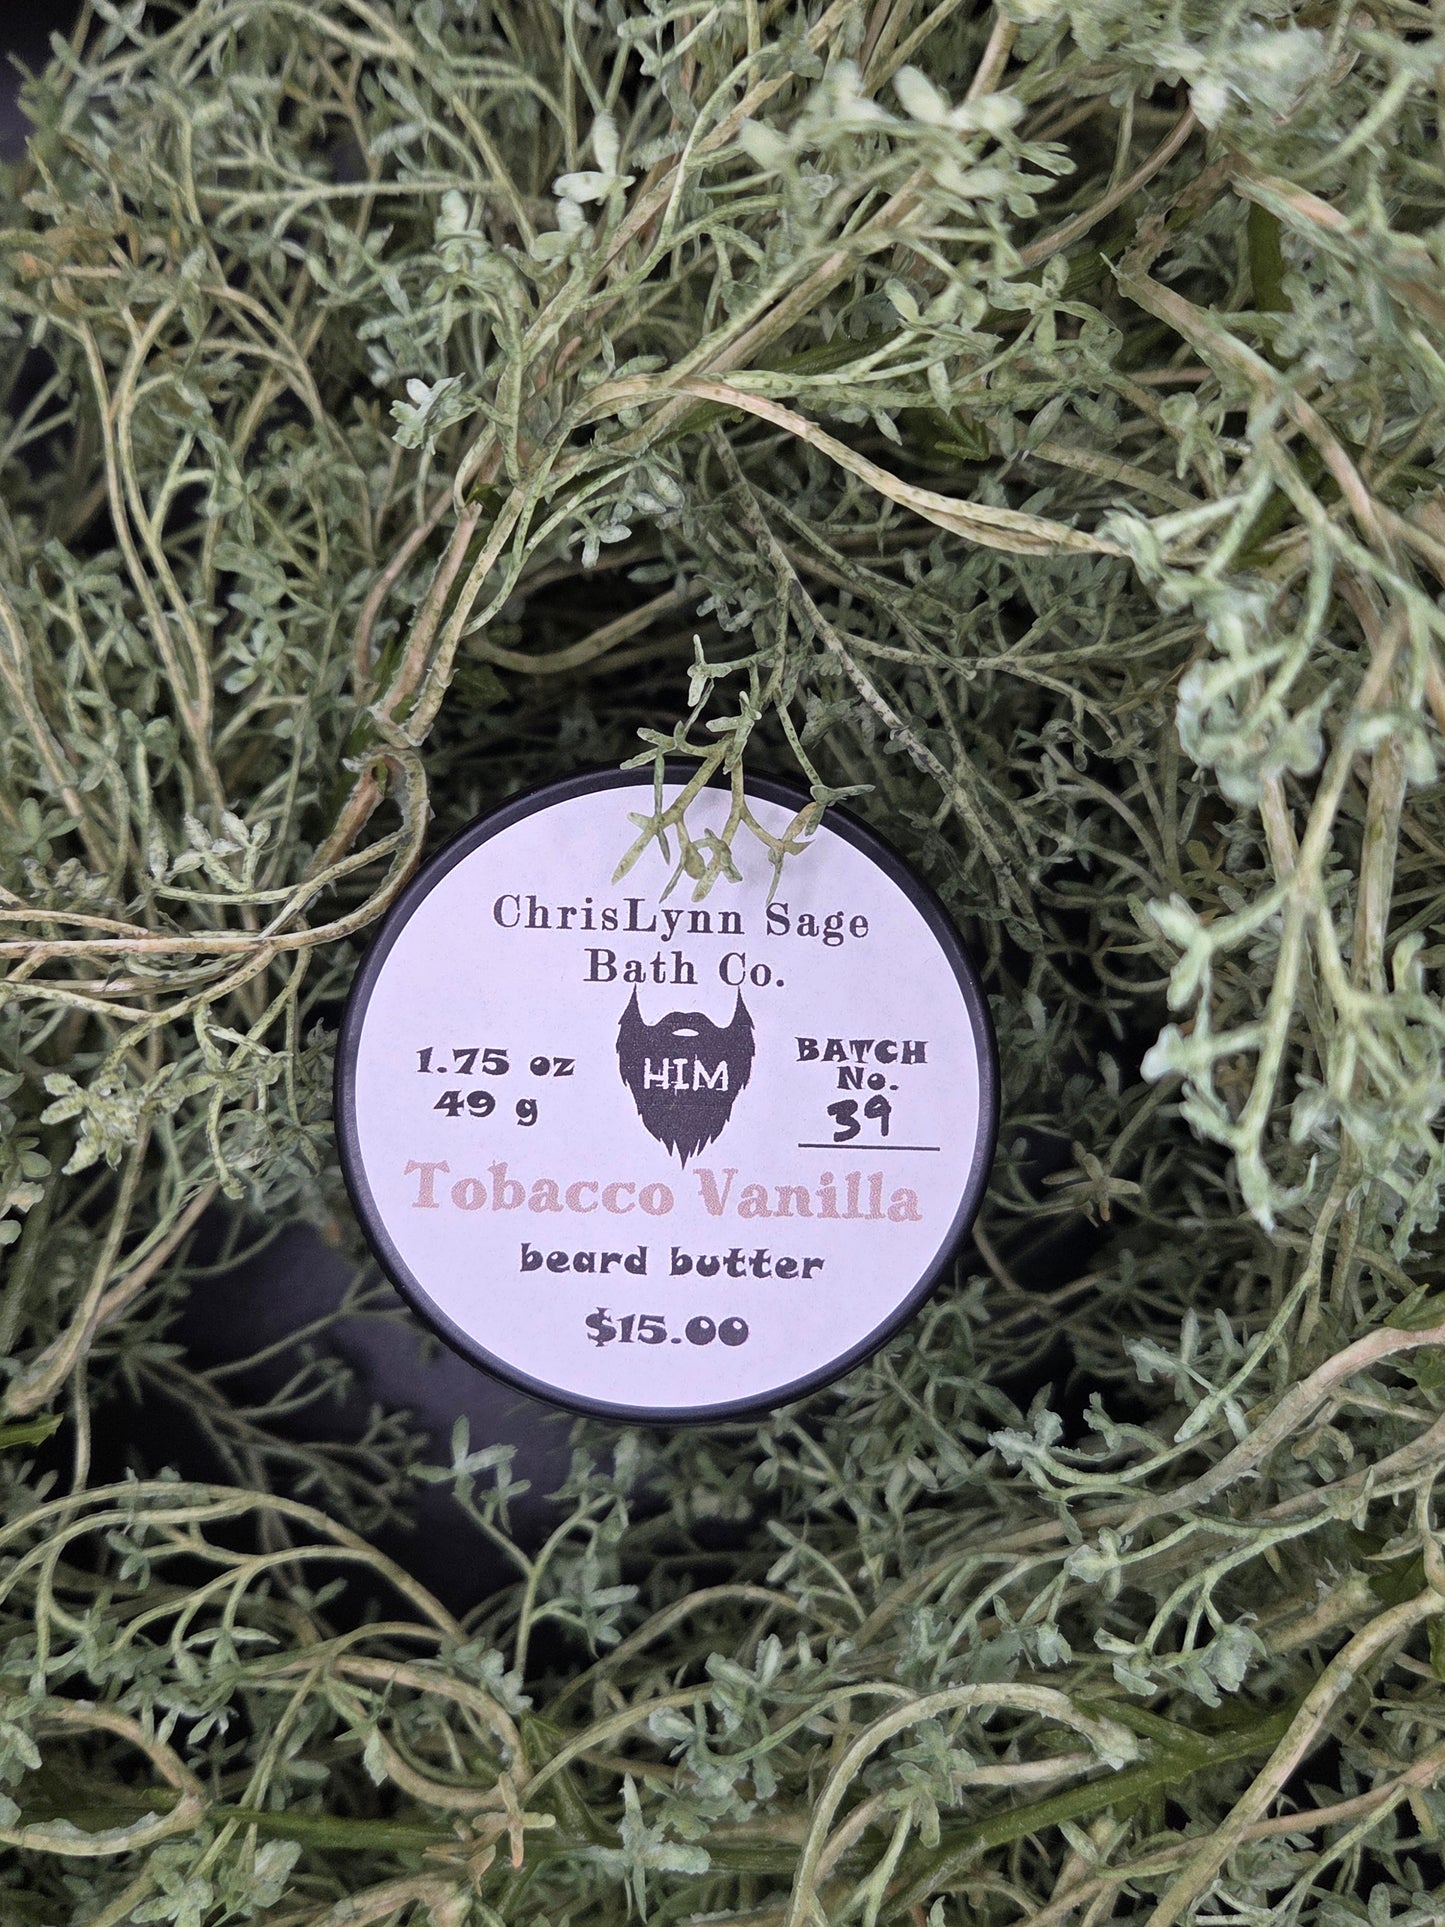 ChrisLynn Sage
Bath Co.
HIM
1.75 oz
49 g
BATCH
No.
39
Tobacco Vanilla
beard butter
$15.00